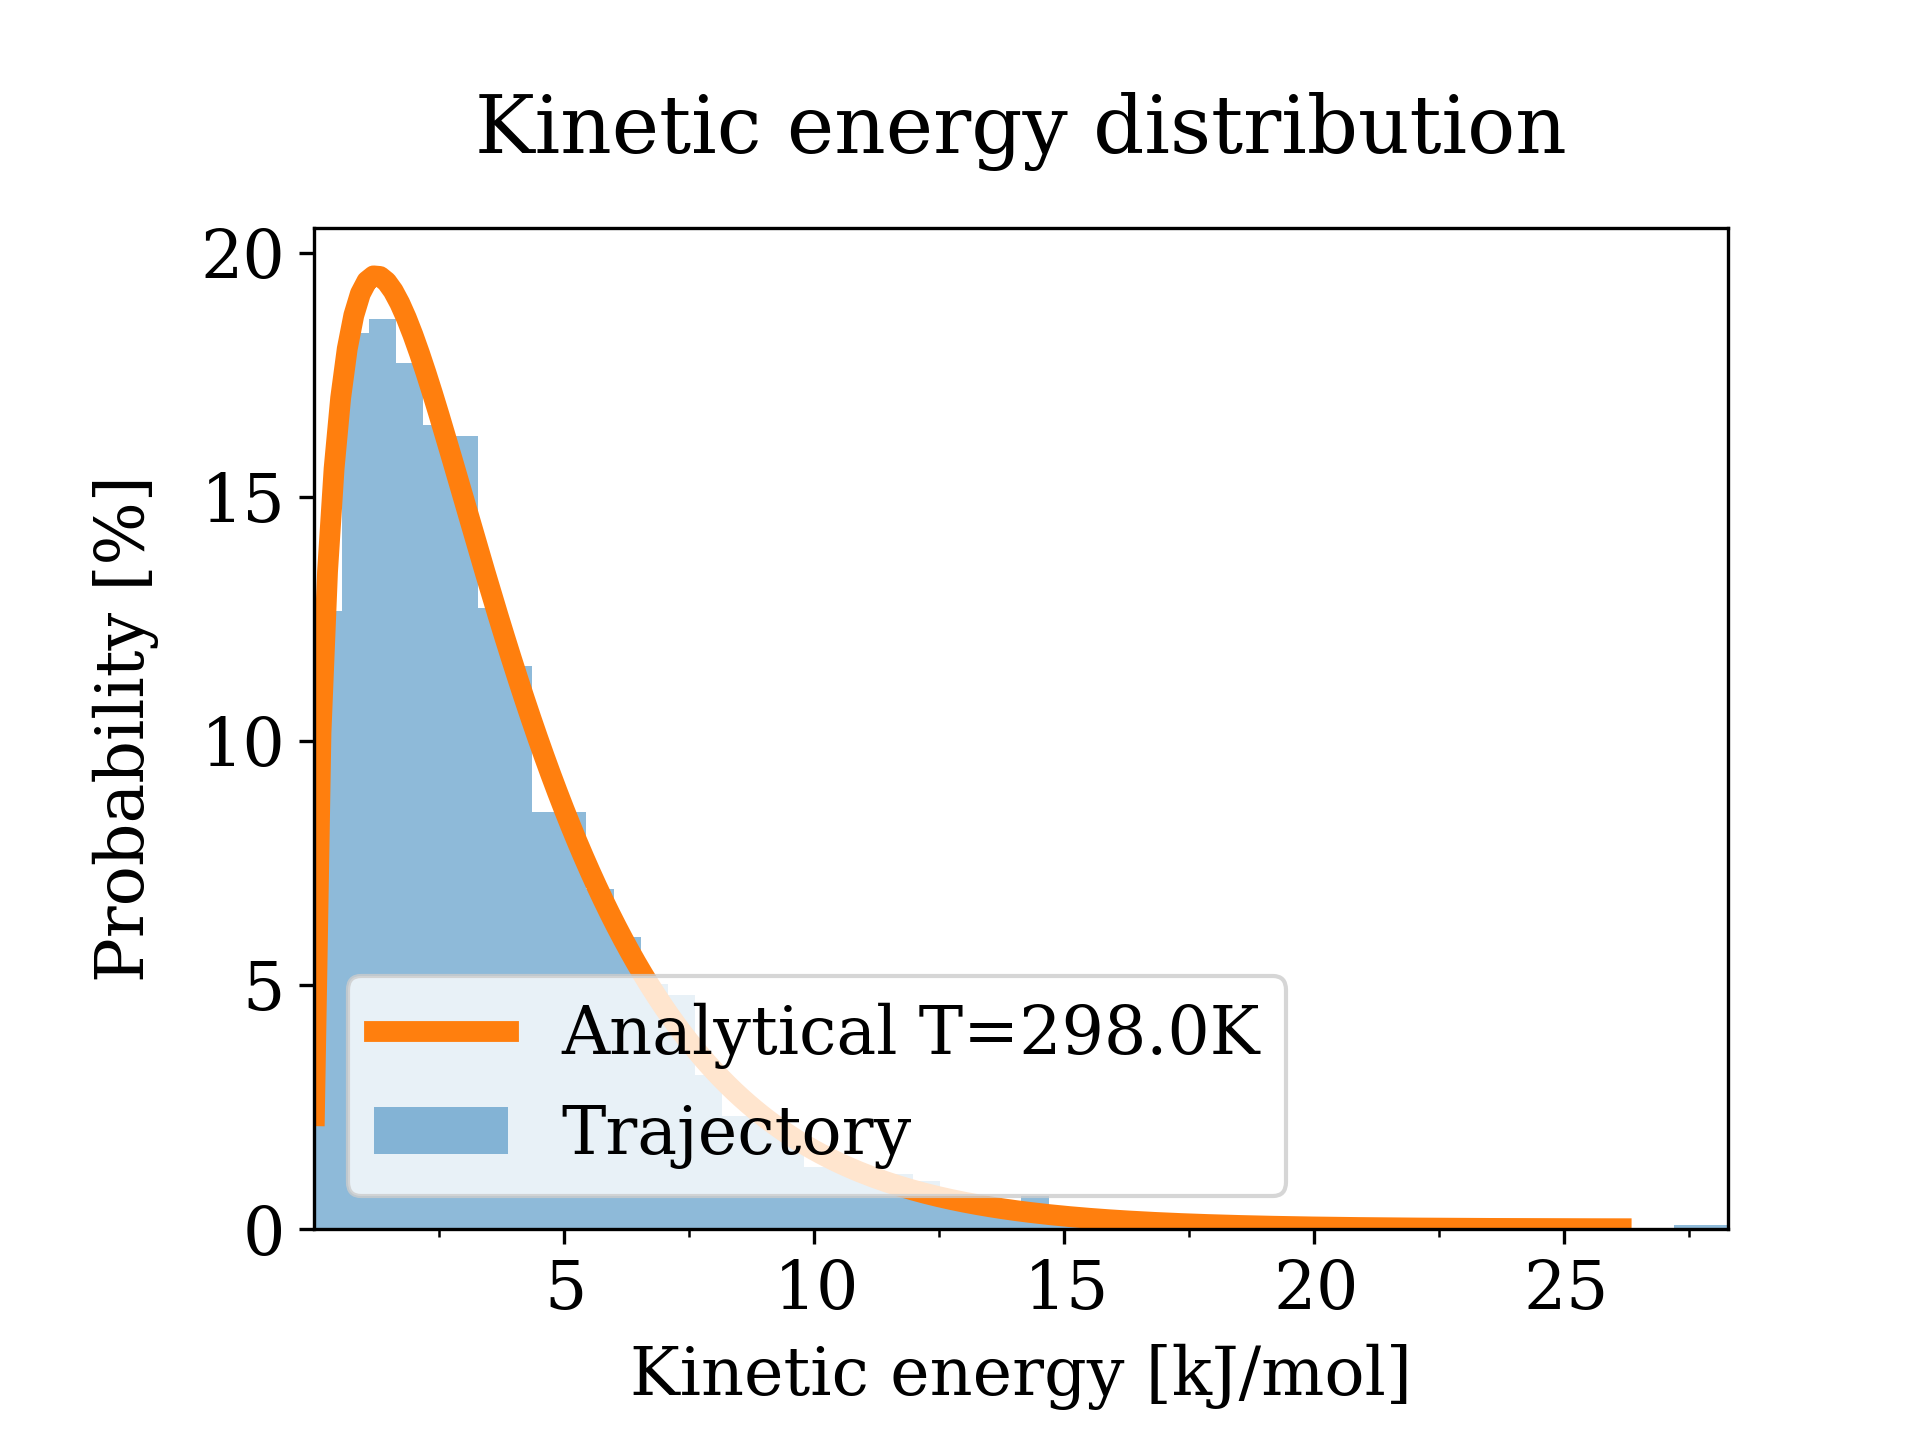 Kinetic energy distribution
20
15
10
5
0
Probability [%]
Analytical T=298.0K
Trajectory
5
10
15
20
25
Kinetic energy [kJ/mol]